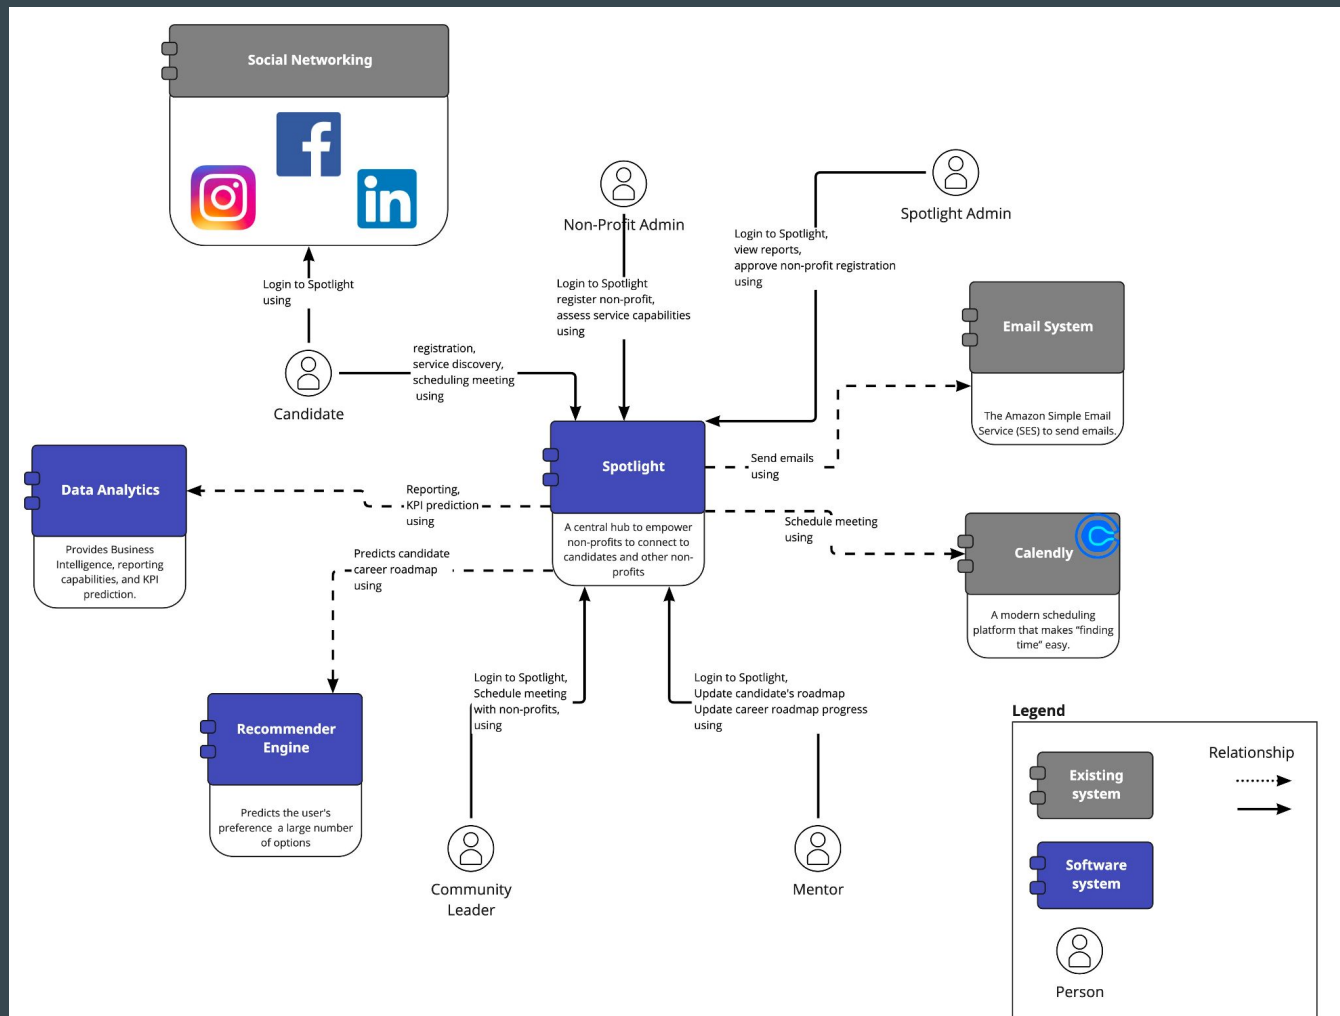 Social Networking
f
in
Non-Profit Admin
Spotlight Admin
Login to Spotlight
using
Login to Spotlight
register non-profit,
assess service capabilities
using
Login to Spotlight,
view reports,
approve non-profit registration
using
Email System
The Amazon Simple Email
Service (SES) to send emails.
Candidate
registration,
service discovery,
scheduling meeting
using
Spotlight
A central hub to empower
non-profits to connect to
candidates and other non-
profits
Send emails
using
Schedule meeting
using
Calendly
A modern scheduling
platform that makes “finding
time” easy.
Data Analytics
Provides Business
Intelligence, reporting
capabilities, and KPI
prediction.
Reporting,
KPI prediction
using
Predicts candidate
career roadmap
using
Recommender
Engine
Predicts the user's
preference a large number
of options
Login to Spotlight,
Schedule meeting
with non-profits,
using
Login to Spotlight,
Update candidate's roadmap
Update career roadmap progress
using
Community
Leader
Mentor
Legend
Existing
system
Relationship
Software
system
Person